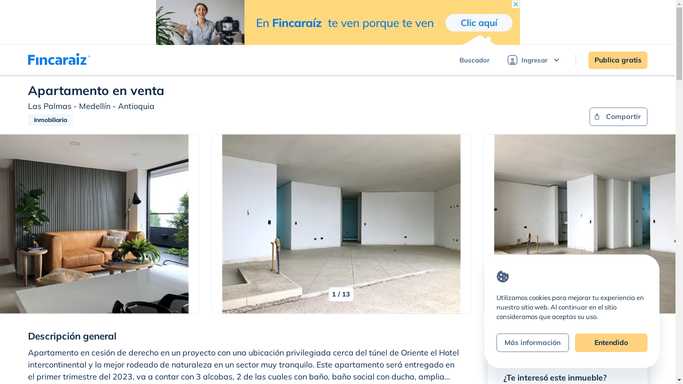 En Fincaraíz te ven porque te ven
Clic aquí
Fincaraiz
Buscador
Ingresar
Publica gratis
Apartamento en venta
Las Palmas - Medellín - Antioquia
Inmobiliaria
Compartir
1 / 13
Utilizamos cookies para mejorar tu experiencia en
nuestro sitio web. Al continuar en el sitio
consideramos que aceptas su uso.
Más información
Entendido
Descripción general
Apartamento en cesión de derecho en un proyecto con una ubicación privilegiada cerca del túnel de Oriente el Hotel
intercontinental y la mejor rodeado de naturaleza en un sector muy tranquilo. Este apartamento será entregado en
el primer trimestre del 2023, va a contar con 3 alcobas, 2 de las cuales con baño, baño social con ducha, amplia...
¿Te interesó este inmueble?